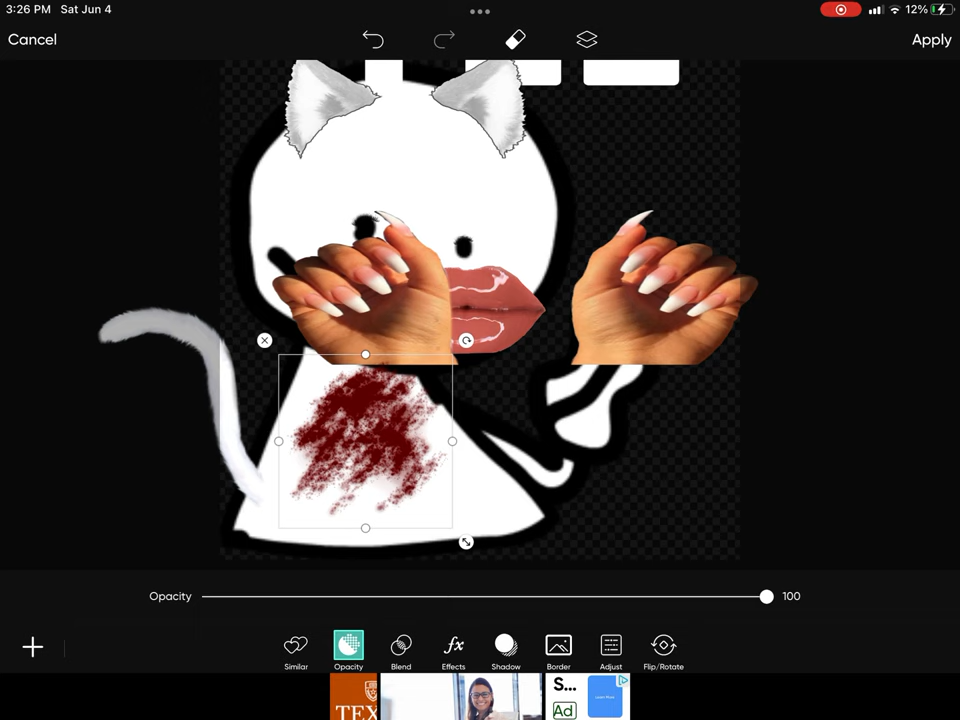 3:26 PM Sat Jun 4
12%
Cancel
Apply
Opacity
100
Similar
Opacity
Blend
fx
Effects
Shadow
Border
Adjust
Flip/Rotate
TEX
S...
Ad